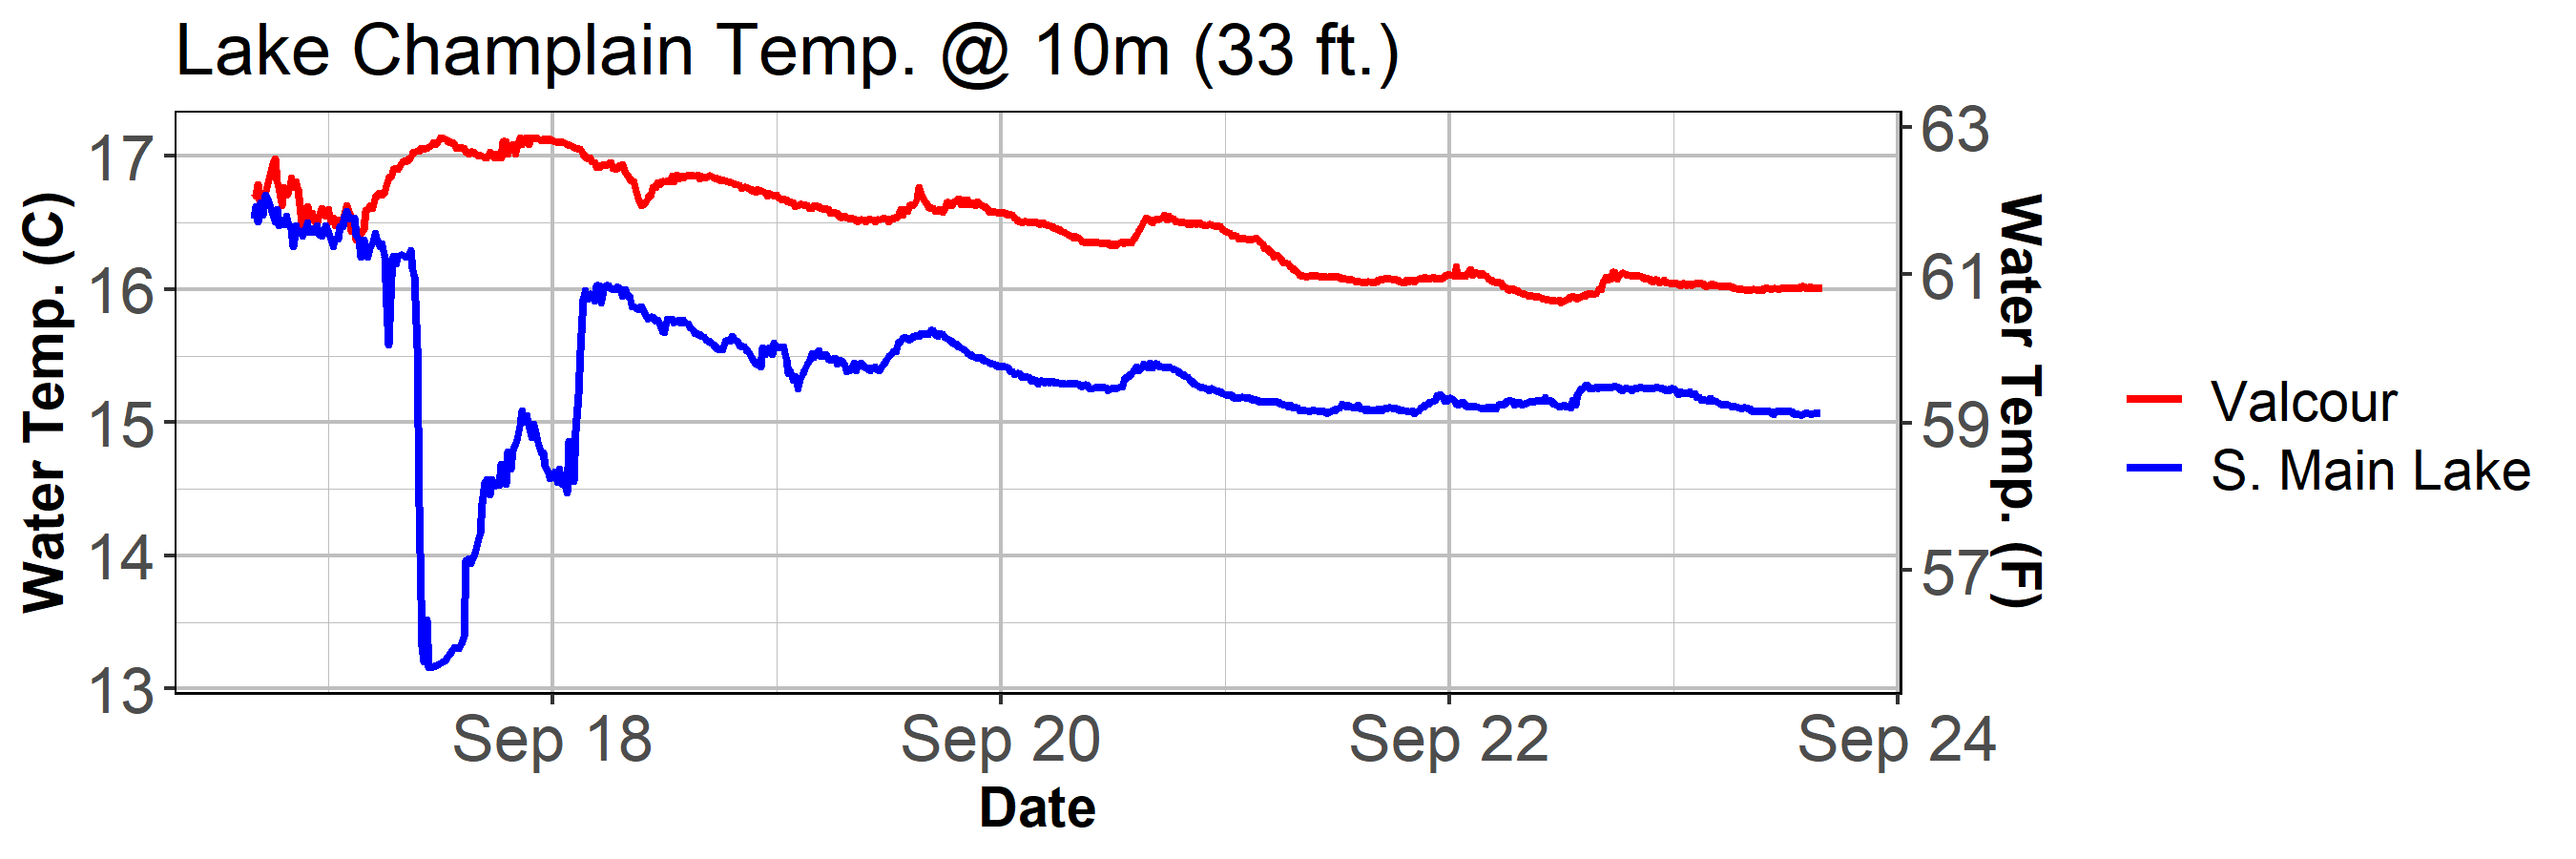 Lake Champlain Temp. @ 10m (33 ft.)
Water Temp. (C)
17
16
15
14
13
63
61
59
57
Water Temp. (F)
Sep 18
Sep 20
Sep 22
Sep 24
Date
Valcour
S. Main Lake